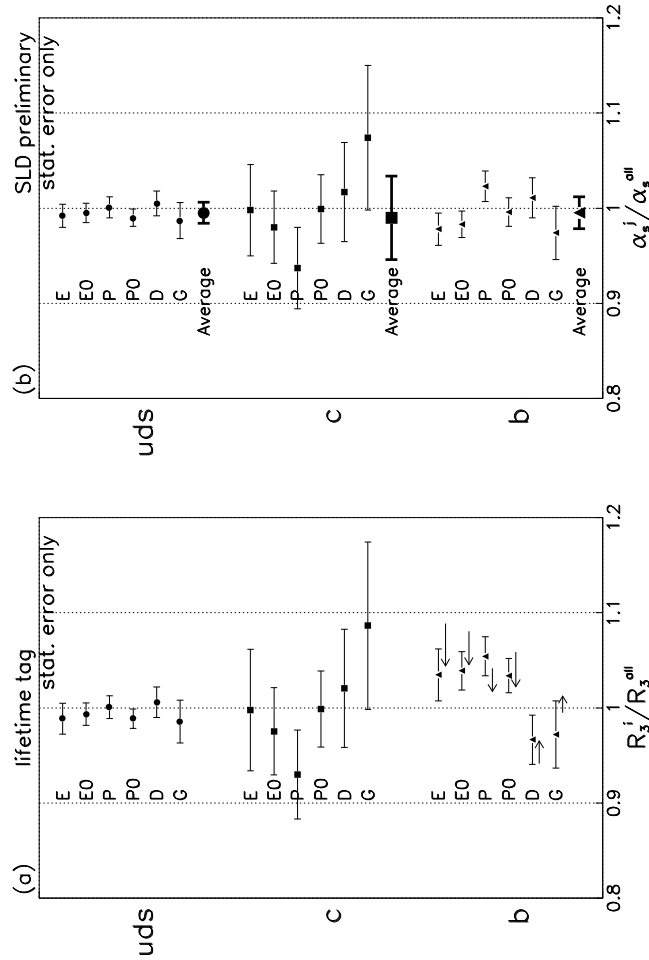 (a) lifetime tag
stat. error only
uds
E
E0
P
P0
D
G
c
E
E0
P
P0
D
G
b
E
E0
P
P0
D
G
0.8 0.9 1 1.1 1.2
R₃ⁱ/R₃ᵃˡˡ
(b) SLD preliminary
stat. error only
uds
E
E0
P
P0
D
G
Average
c
E
E0
P
P0
D
G
Average
b
E
E0
P
P0
D
G
Average
0.8 0.9 1 1.1 1.2
αₛⁱ/αₛᵃˡˡ